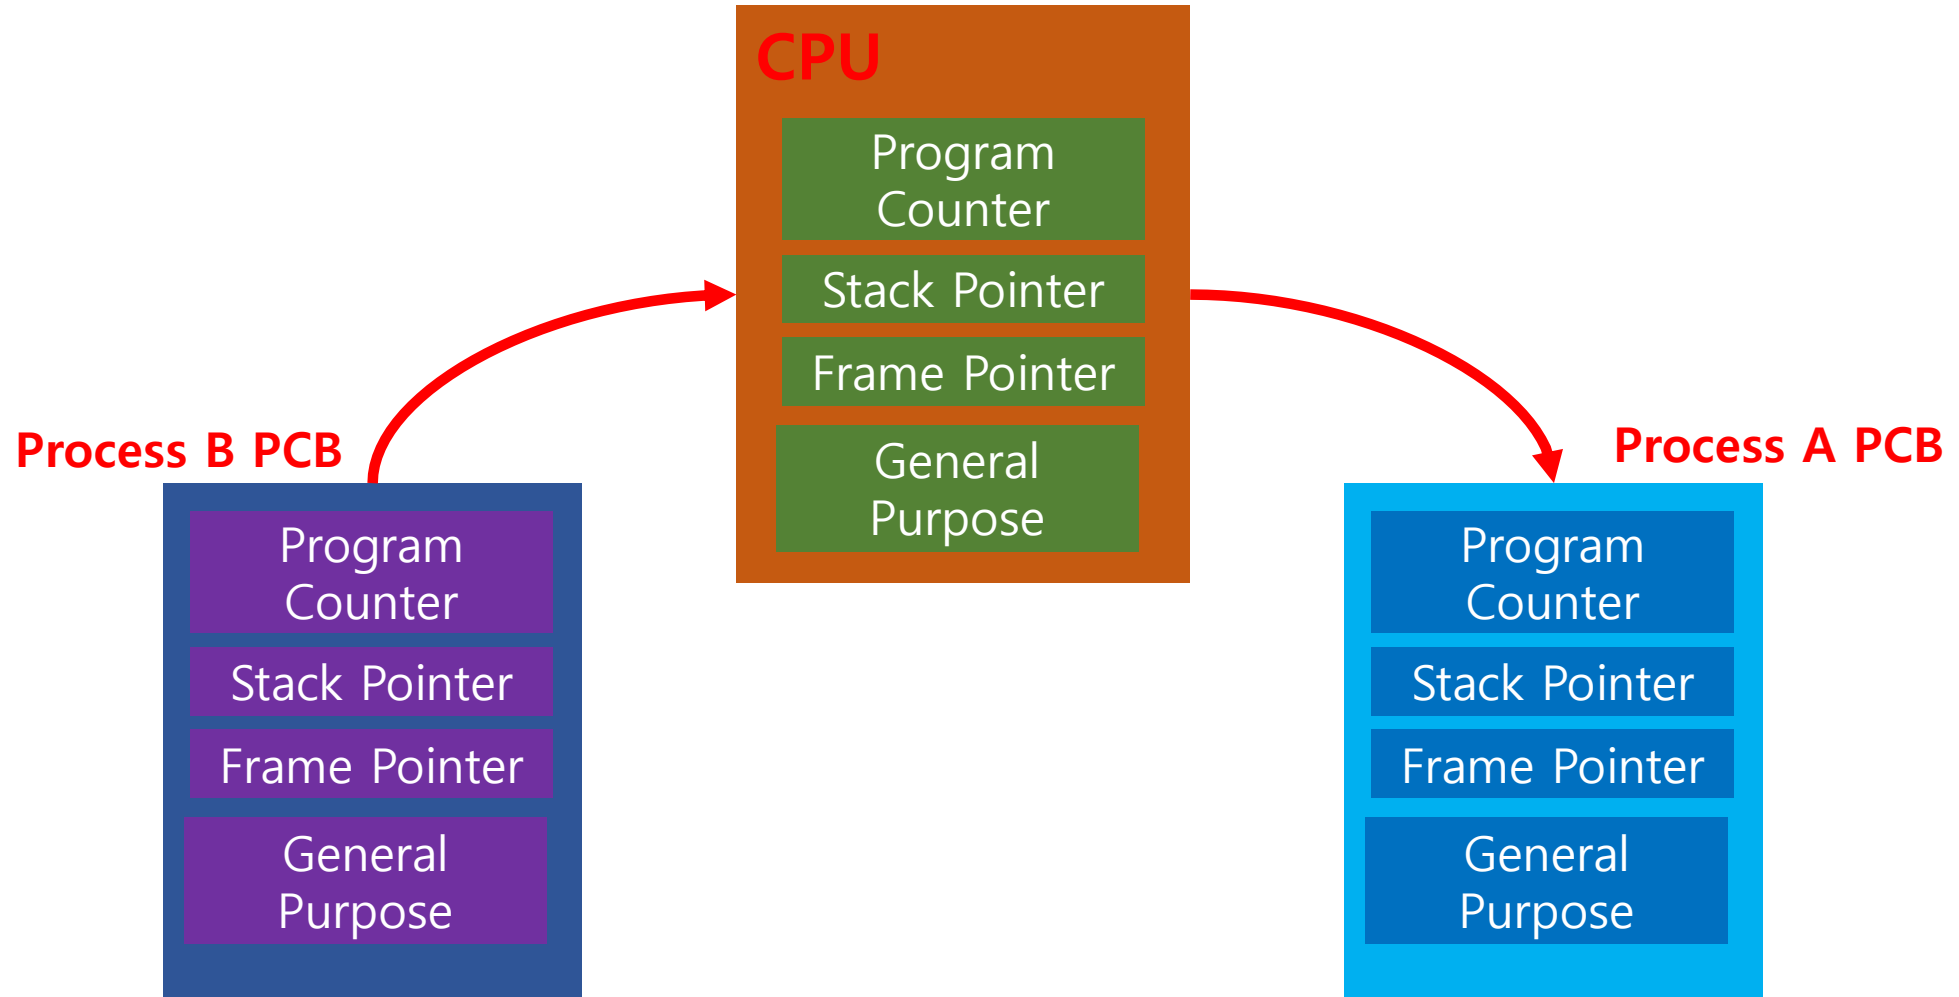 CPU
Program
Counter
Stack Pointer
Frame Pointer
General
Purpose
Process B PCB
Program
Counter
Stack Pointer
Frame Pointer
General
Purpose
Process A PCB
Program
Counter
Stack Pointer
Frame Pointer
General
Purpose